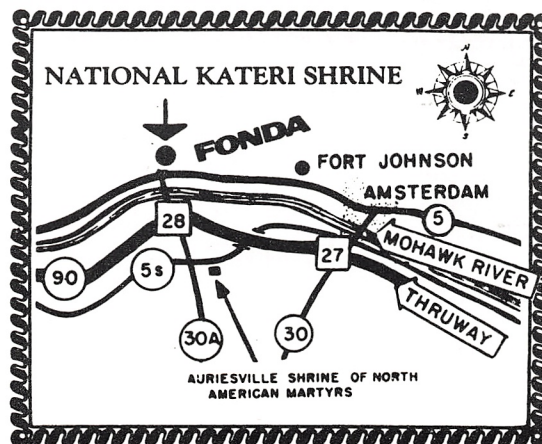 NATIONAL KATERI SHRINE
N
W
E
S
FONDA
FORT JOHNSON
AMSTERDAM
5
28
27
MOHAWK RIVER
90
5s
THRUWAY
30A
30
AURIESVILLE SHRINE OF NORTH
AMERICAN MARTYRS